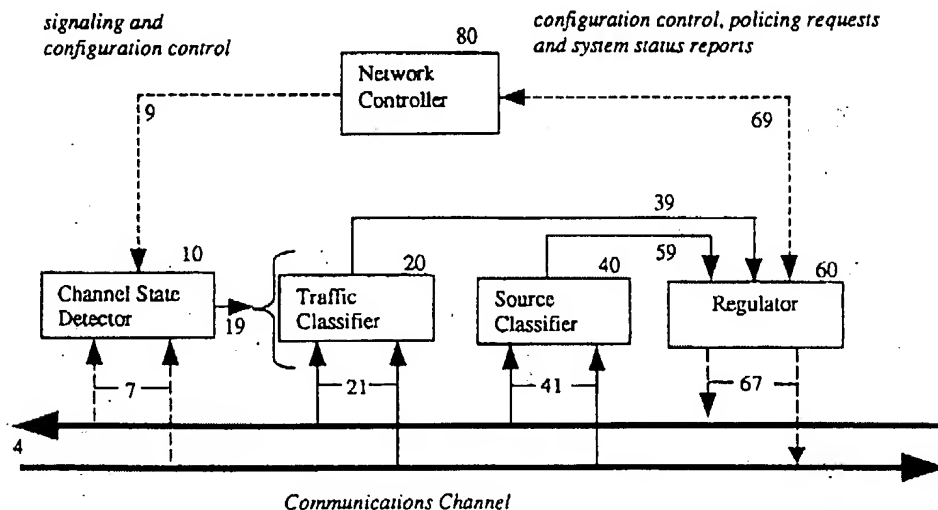 signaling and
configuration control
configuration control, policing requests
and system status reports
80
Network
Controller
9
69
39
10
20
40
59
60
Channel State
Detector
19
Traffic
Classifier
Source
Classifier
Regulator
7
21
41
67
4
Communications Channel